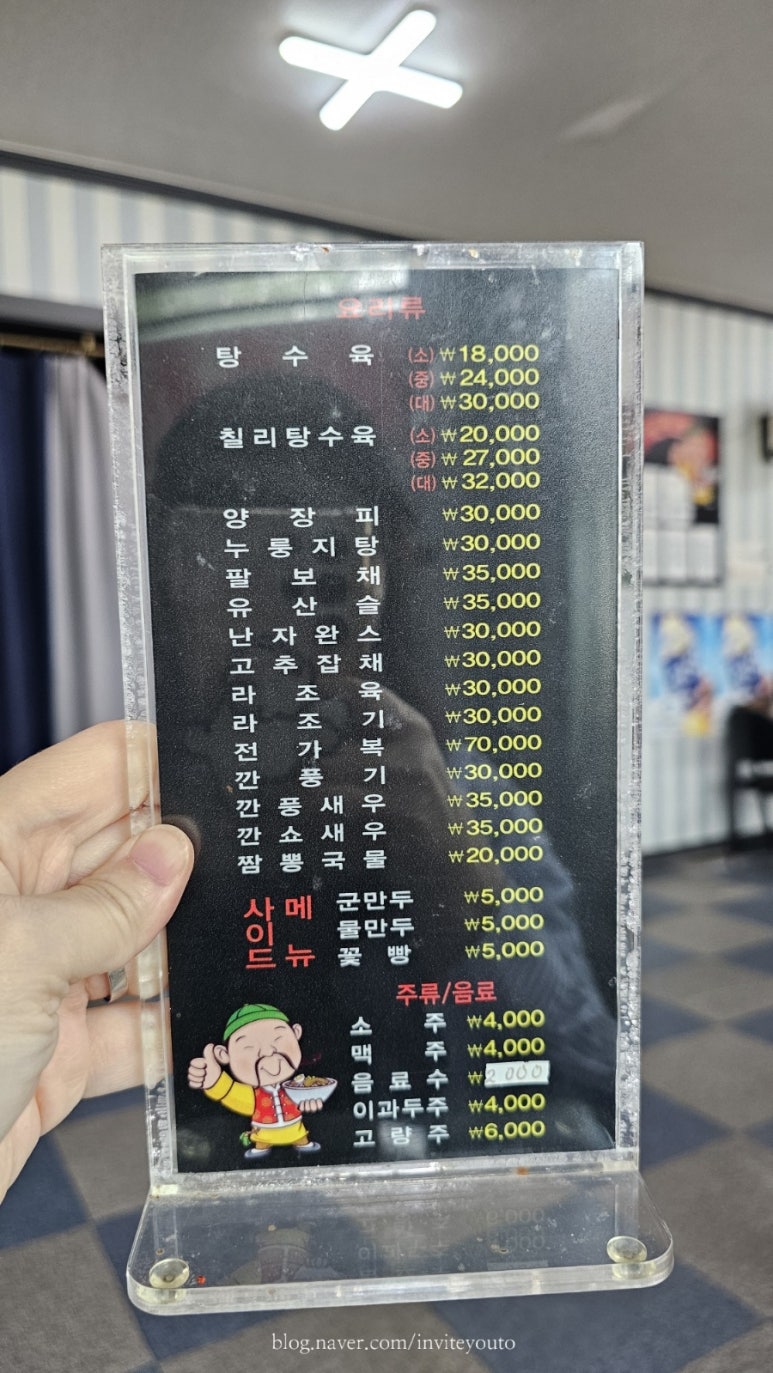 요리류
탕수육 (소) ₩18,000
(중) ₩24,000
(대) ₩30,000
칠리탕수육 (소) ₩20,000
(중) ₩27,000
(대) ₩32,000
양장피 ₩30,000
누룽지탕 ₩30,000
팔보채 ₩35,000
유산슬 ₩35,000
난자완스 ₩30,000
고추잡채 ₩30,000
라조육 ₩30,000
라조기 ₩30,000
전가복 ₩70,000
깐풍기 ₩30,000
깐풍새우 ₩35,000
깐쇼새우 ₩35,000
짬뽕국물 ₩20,000
사이드 메뉴
군만두 ₩5,000
물만두 ₩5,000
꽃빵 ₩5,000
주류/음료
소주 ₩4,000
맥주 ₩4,000
음료수 ₩2000
이과두주 ₩4,000
고량주 ₩6,000
blog.naver.com/inviteyouto